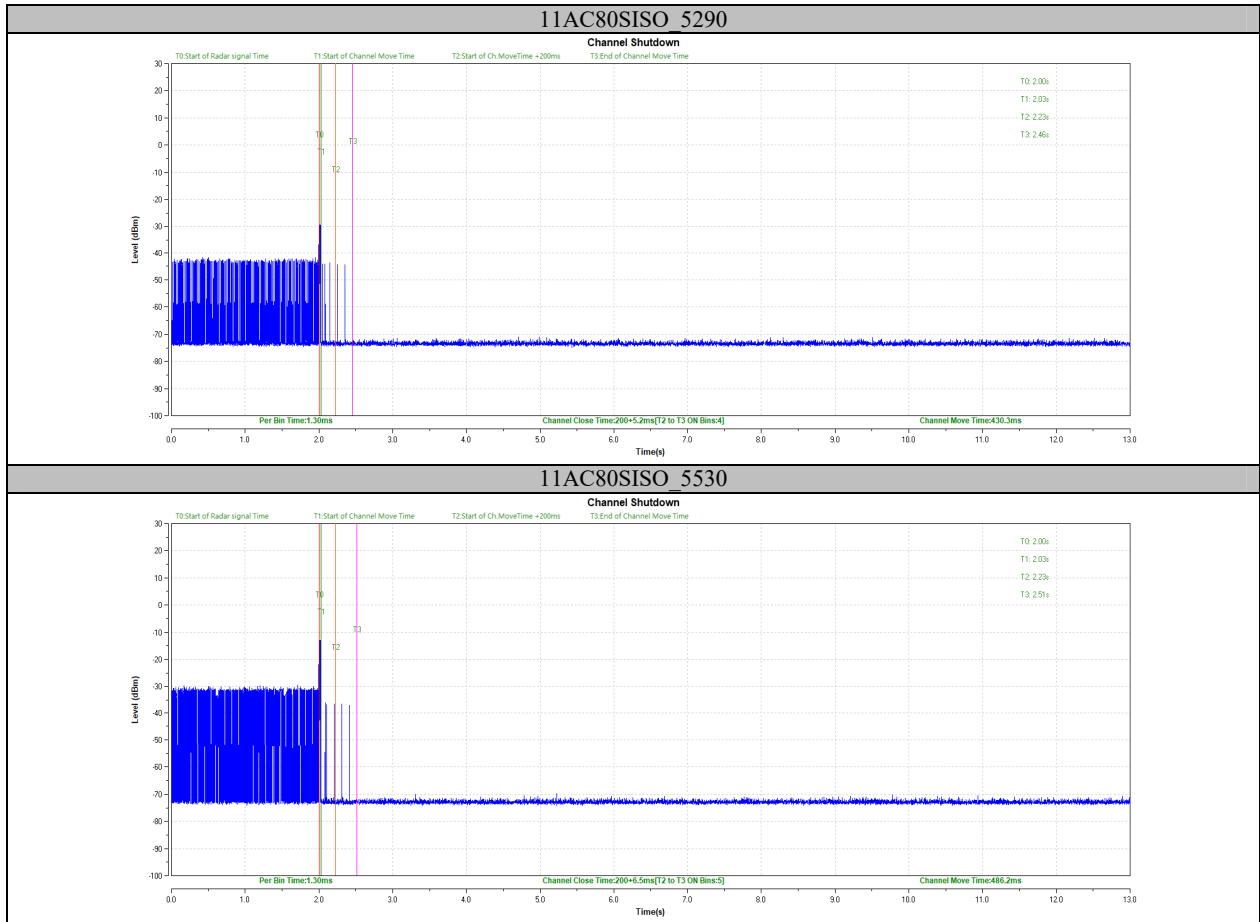 11AC80SISO_5290
Channel Shutdown
T0:Start of Radar signal Time T1:Start of Channel Move Time T2:Start of Ch.MoveTime +200ms T3:End of Channel Move Time
30
20
10
0
-10
-20
-30
-40
-50
-60
-70
-80
-90
-100
Level (dBm)
T0
T1
T2
T3
T0: 2.00s
T1: 2.03s
T2: 2.23s
T3: 2.46s
Per Bin Time:1.30ms Channel Close Time:200+5.2ms[T2 to T3 ON Bins:4] Channel Move Time:430.3ms
0.0 1.0 2.0 3.0 4.0 5.0 6.0 7.0 8.0 9.0 10.0 11.0 12.0 13.0
Time(s)
11AC80SISO_5530
Channel Shutdown
T0:Start of Radar signal Time T1:Start of Channel Move Time T2:Start of Ch.MoveTime +200ms T3:End of Channel Move Time
30
20
10
0
-10
-20
-30
-40
-50
-60
-70
-80
-90
-100
Level (dBm)
T0
T1
T2
T3
T0: 2.00s
T1: 2.03s
T2: 2.23s
T3: 2.51s
Per Bin Time:1.30ms Channel Close Time:200+6.5ms[T2 to T3 ON Bins:5] Channel Move Time:486.2ms
0.0 1.0 2.0 3.0 4.0 5.0 6.0 7.0 8.0 9.0 10.0 11.0 12.0 13.0
Time(s)